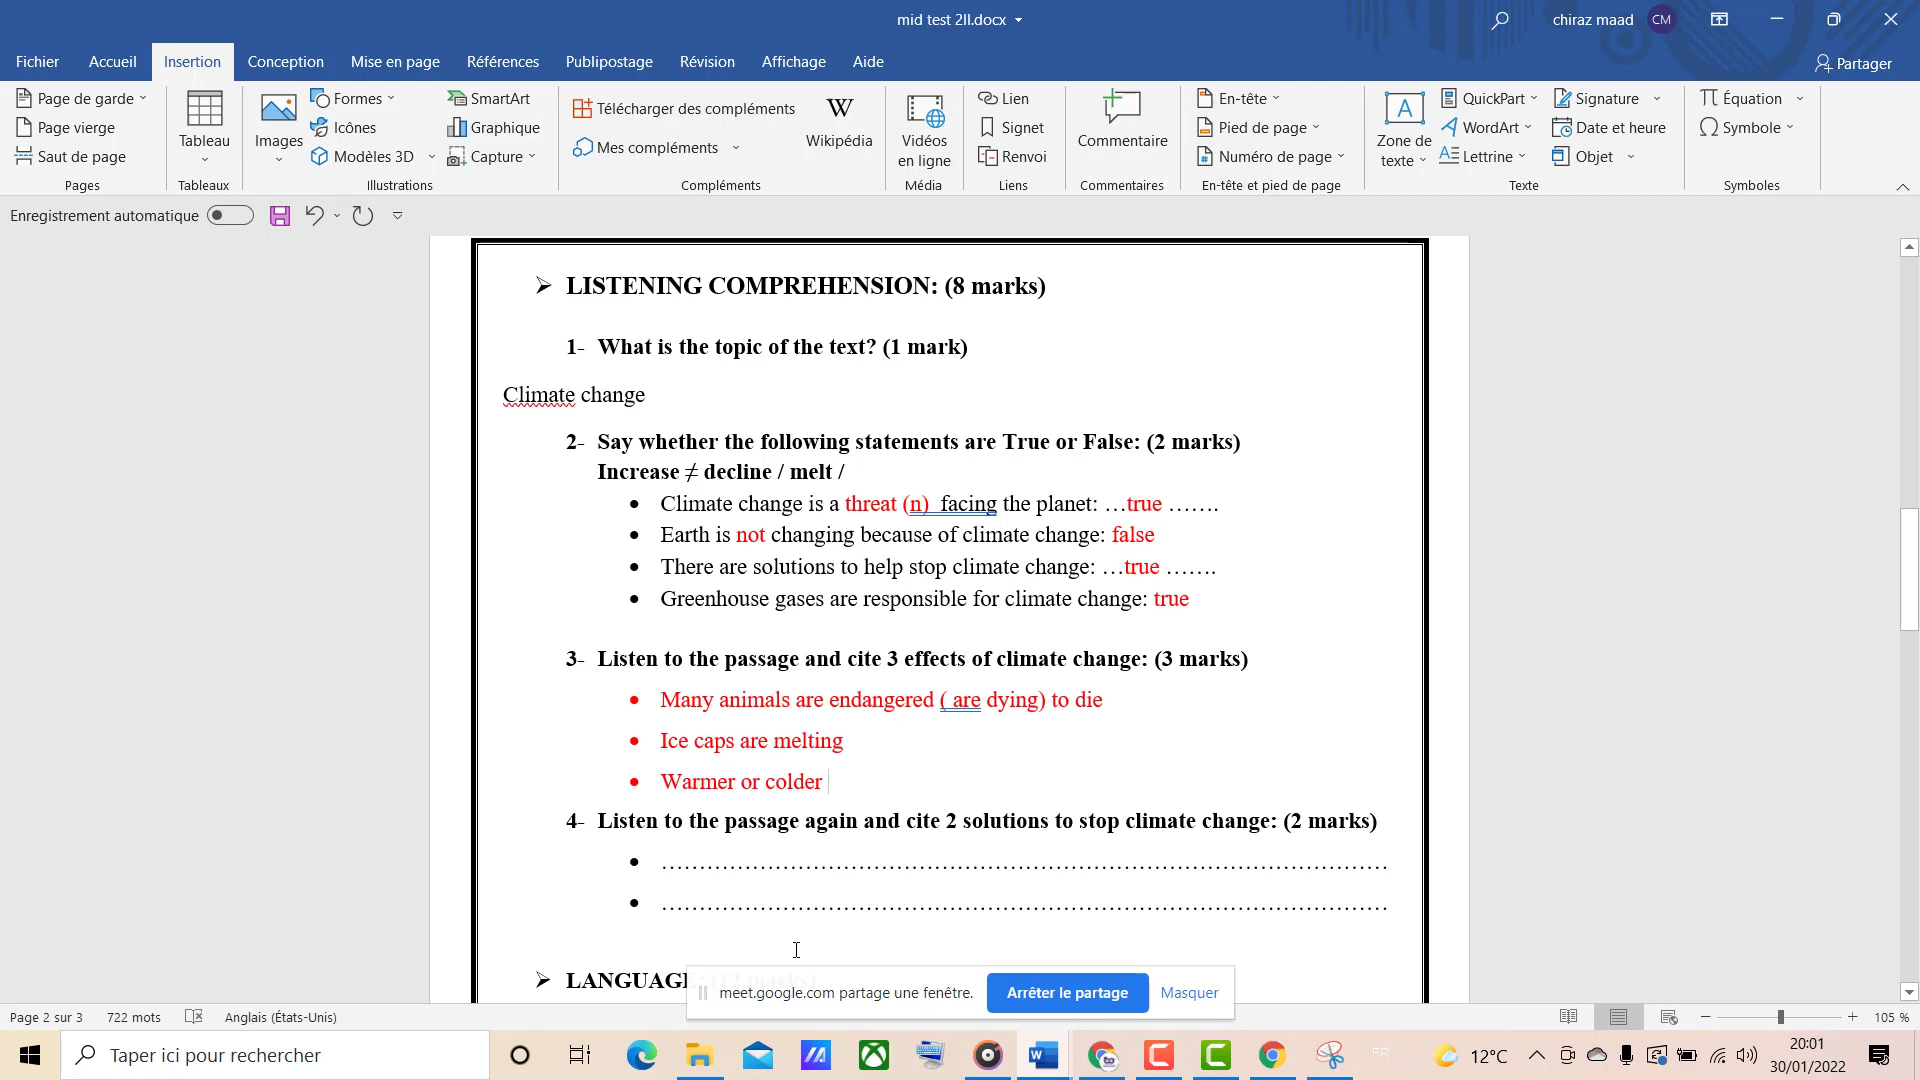 mid test 2II.docx
chiraz maad
CM
Fichier
Accueil
Insertion
Conception
Mise en page
Références
Publipostage
Révision
Affichage
Aide
Partager
Page de garde
Page vierge
Saut de page
Pages
Tableau
Tableaux
Images
Formes
Icônes
Modèles 3D
SmartArt
Graphique
Capture
Illustrations
Télécharger des compléments
Mes compléments
W
Wikipédia
Compléments
Vidéos
en ligne
Média
Lien
Signet
Renvoi
Liens
Commentaire
Commentaires
En-tête
Pied de page
Numéro de page
En-tête et pied de page
Zone de
texte
QuickPart
WordArt
Lettrine
Signature
Date et heure
Objet
Texte
Équation
Symbole
Symboles
Enregistrement automatique
➢ LISTENING COMPREHENSION: (8 marks)
1- What is the topic of the text? (1 mark)
Climate change
2- Say whether the following statements are True or False: (2 marks)
Increase ≠ decline / melt /
• Climate change is a threat (n)  facing the planet: …true …….
• Earth is not changing because of climate change: false
• There are solutions to help stop climate change: …true …….
• Greenhouse gases are responsible for climate change: true
3- Listen to the passage and cite 3 effects of climate change: (3 marks)
• Many animals are endangered ( are dying) to die
• Ice caps are melting
• Warmer or colder
4- Listen to the passage again and cite 2 solutions to stop climate change: (2 marks)
• ……………………………………………………………………………………
• ……………………………………………………………………………………
➢ LANGUAGE
meet.google.com partage une fenêtre.
Arrêter le partage
Masquer
Page 2 sur 3
722 mots
Anglais (États-Unis)
105 %
Taper ici pour rechercher
12°C
20:01
30/01/2022